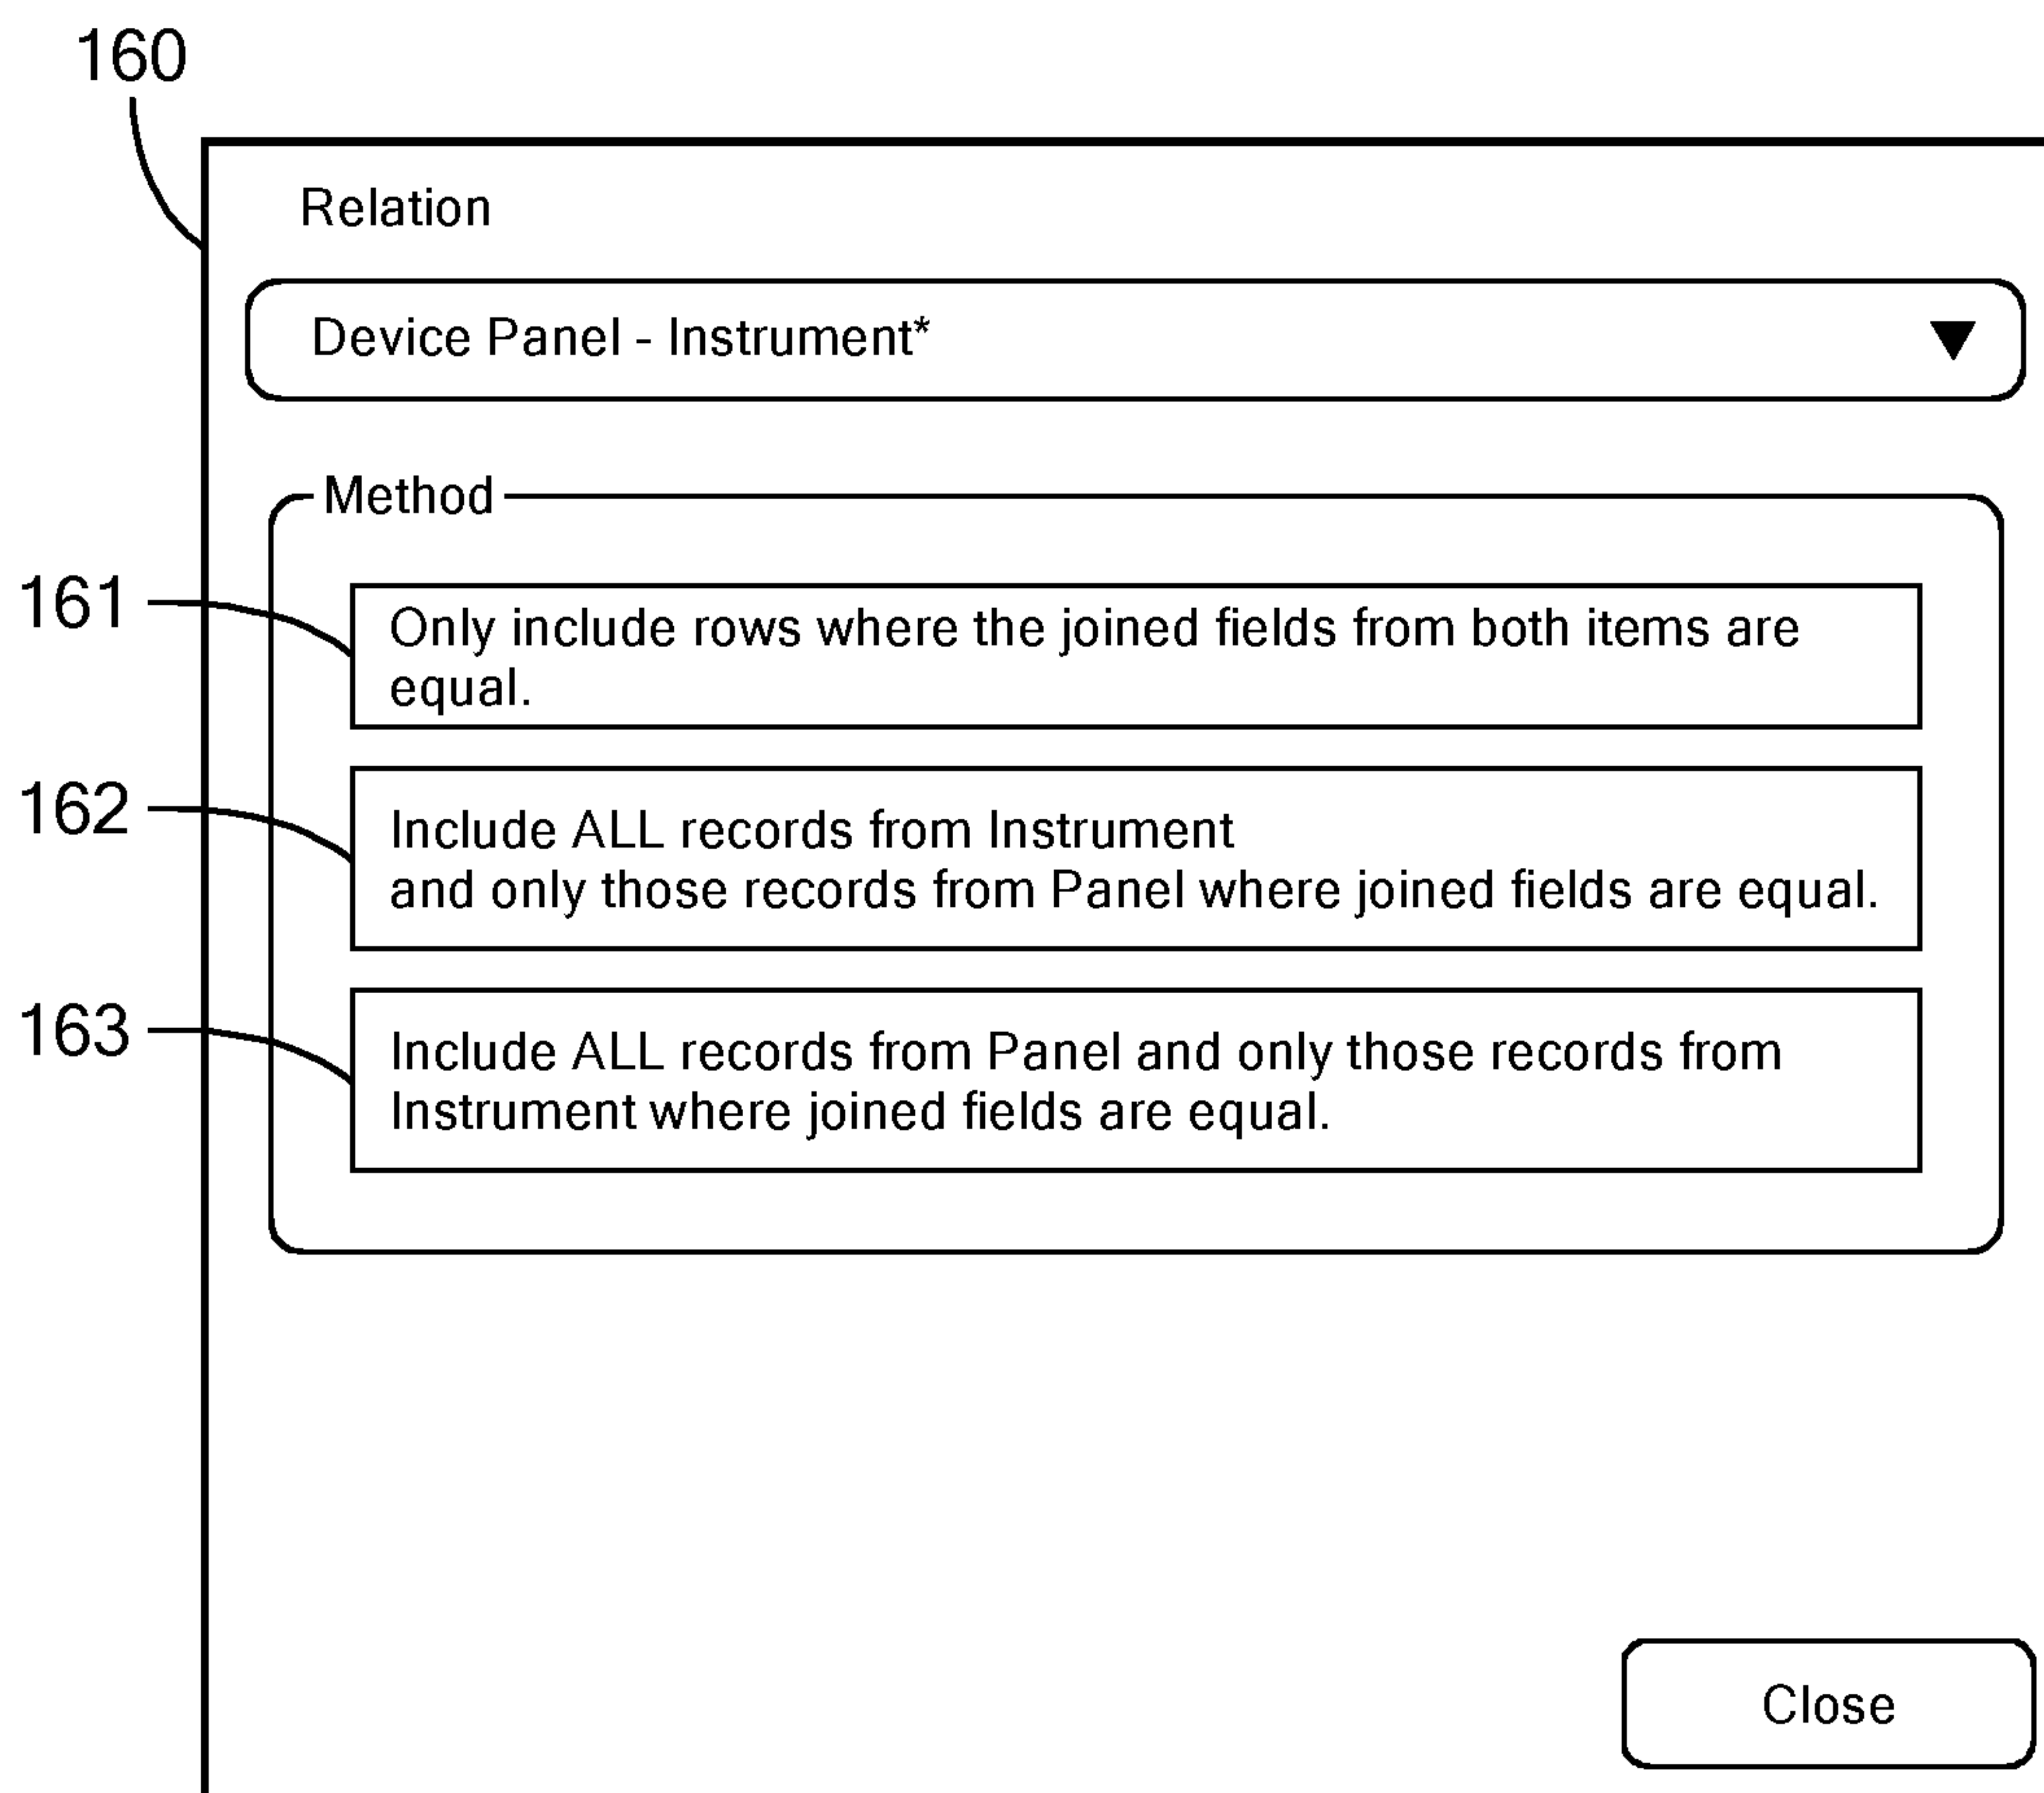 160
Relation
Device Panel - Instrument*
Method
161
Only include rows where the joined fields from both items are
equal.
162
Include ALL records from Instrument
and only those records from Panel where joined fields are equal.
163
Include ALL records from Panel and only those records from
Instrument where joined fields are equal.
Close